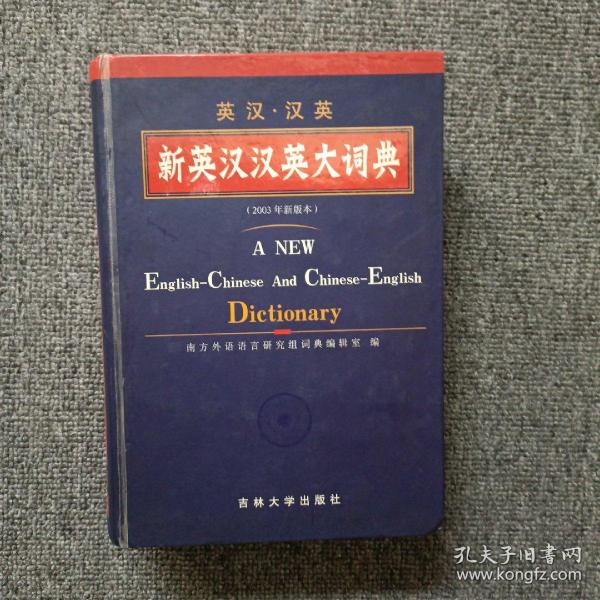 英汉·汉英
新英汉汉英大词典
(2003年新版本)
A NEW
English-Chinese And Chinese-English
Dictionary
南方外语语言研究组词典编辑室 编
吉林大学出版社
孔夫子旧书网
www.kongfz.com